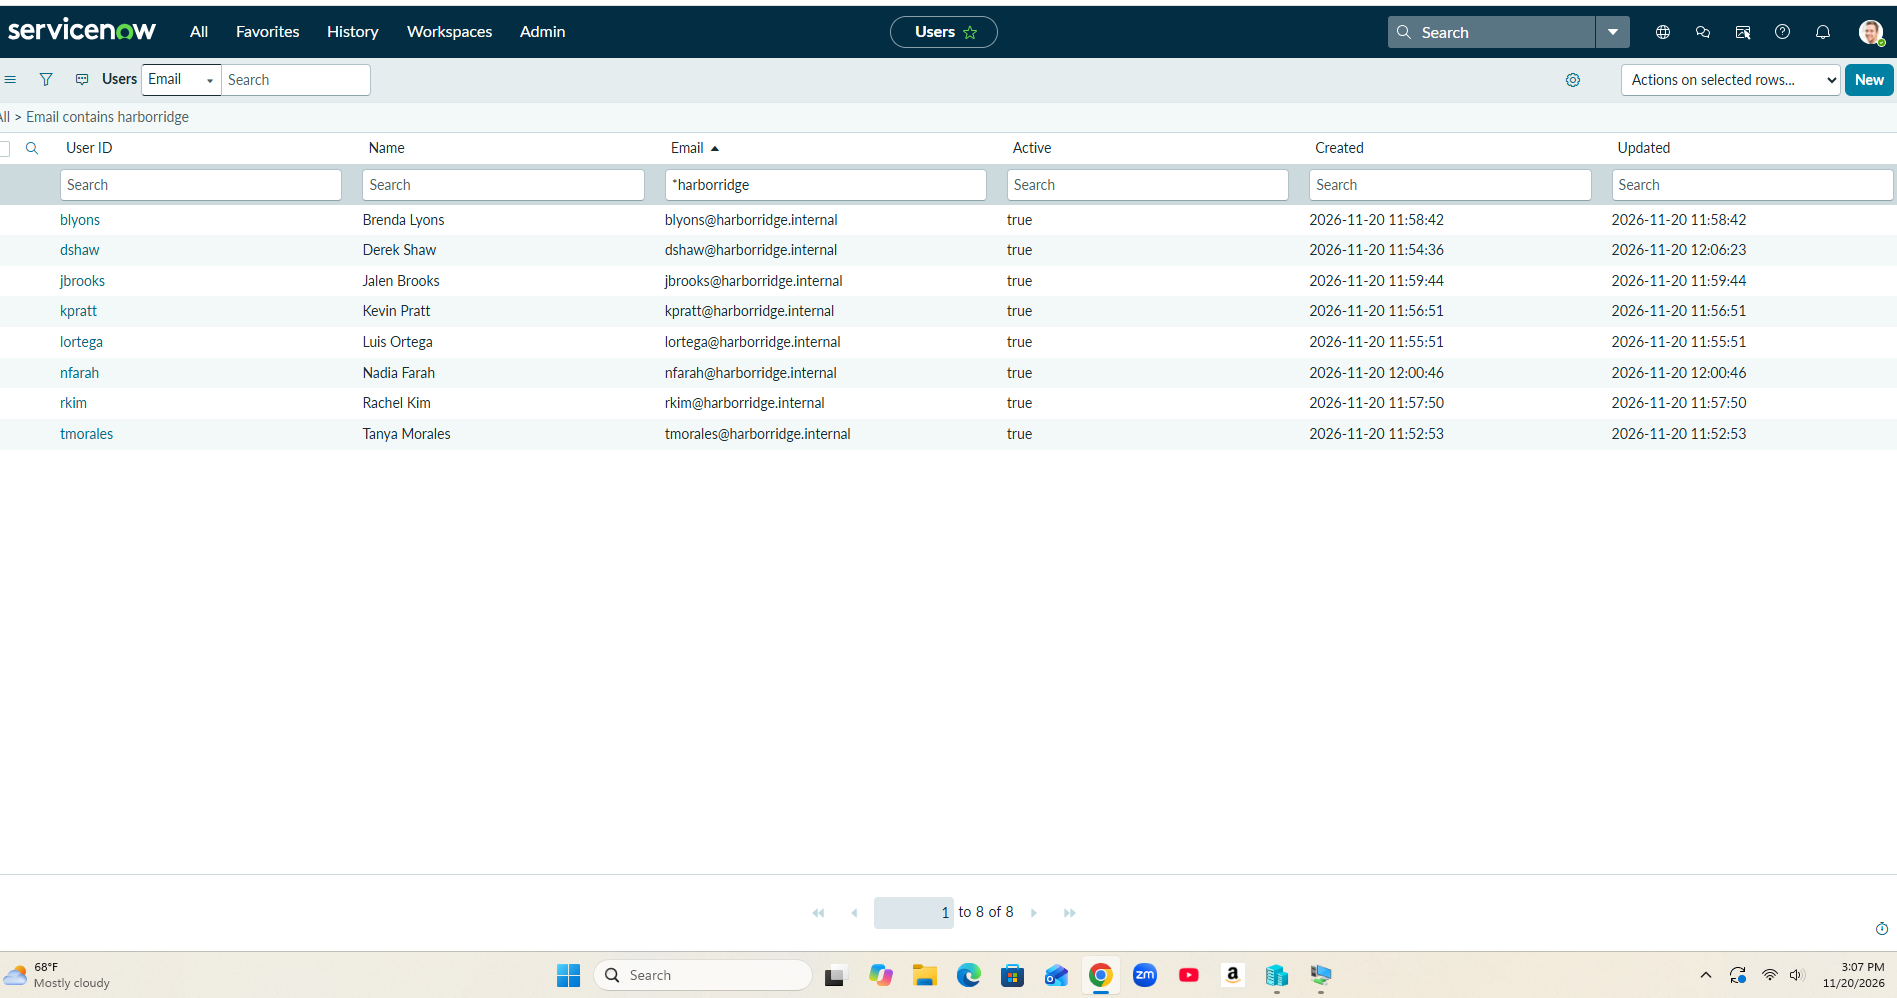 servicenow All Favorites History Workspaces Admin Users Search
Users Email Search Actions on selected rows... New
All > Email contains harborridge
User ID Name Email Active Created Updated
Search Search *harborridge Search Search Search
blyons Brenda Lyons blyons@harborridge.internal true 2026-11-20 11:58:42 2026-11-20 11:58:42
dshaw Derek Shaw dshaw@harborridge.internal true 2026-11-20 11:54:36 2026-11-20 12:06:23
jbrooks Jalen Brooks jbrooks@harborridge.internal true 2026-11-20 11:59:44 2026-11-20 11:59:44
kpratt Kevin Pratt kpratt@harborridge.internal true 2026-11-20 11:56:51 2026-11-20 11:56:51
lortega Luis Ortega lortega@harborridge.internal true 2026-11-20 11:55:51 2026-11-20 11:55:51
nfarah Nadia Farah nfarah@harborridge.internal true 2026-11-20 12:00:46 2026-11-20 12:00:46
rkim Rachel Kim rkim@harborridge.internal true 2026-11-20 11:57:50 2026-11-20 11:57:50
tmorales Tanya Morales tmorales@harborridge.internal true 2026-11-20 11:52:53 2026-11-20 11:52:53
1 to 8 of 8
68°F
Mostly cloudy
Search
zm
a
3:07 PM
11/20/2026